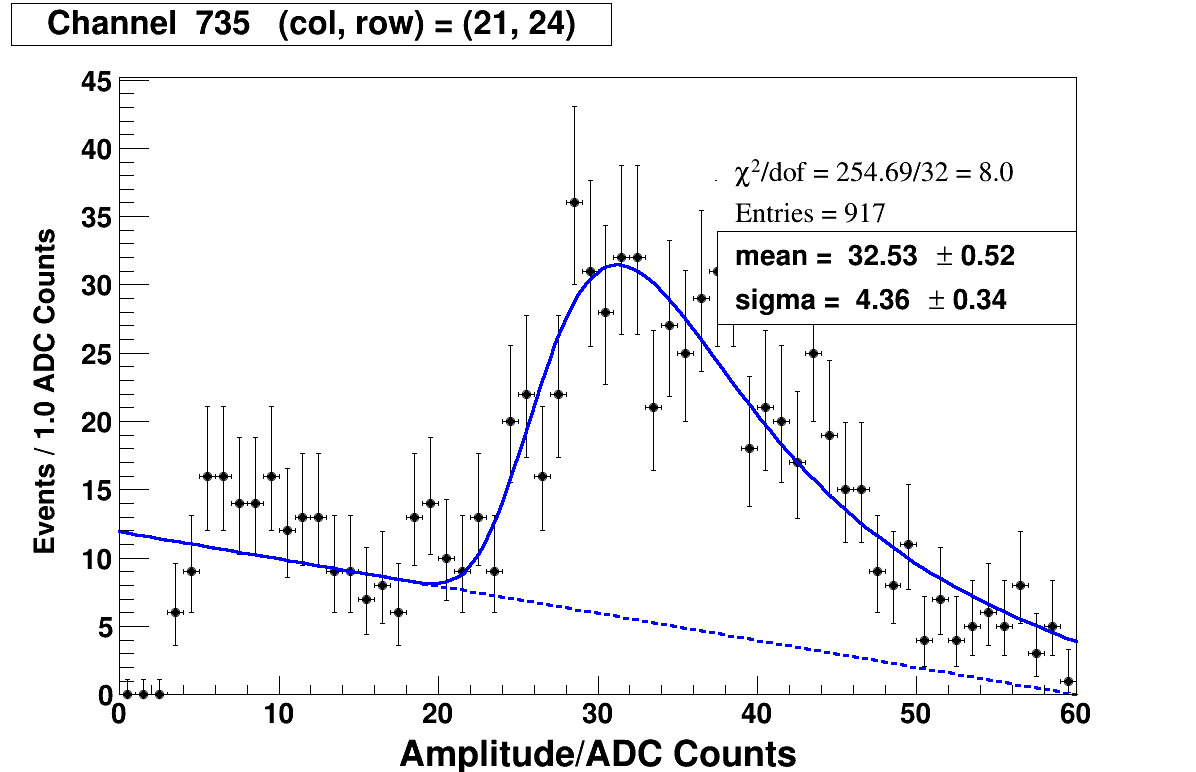 Channel 735 (col, row) = (21, 24)
45
40
35
30
25
20
15
10
5
0
Events / 1.0 ADC Counts
χ²/dof = 254.69/32 = 8.0
Entries = 917
mean = 32.53 ± 0.52
sigma = 4.36 ± 0.34
0 10 20 30 40 50 60
Amplitude/ADC Counts